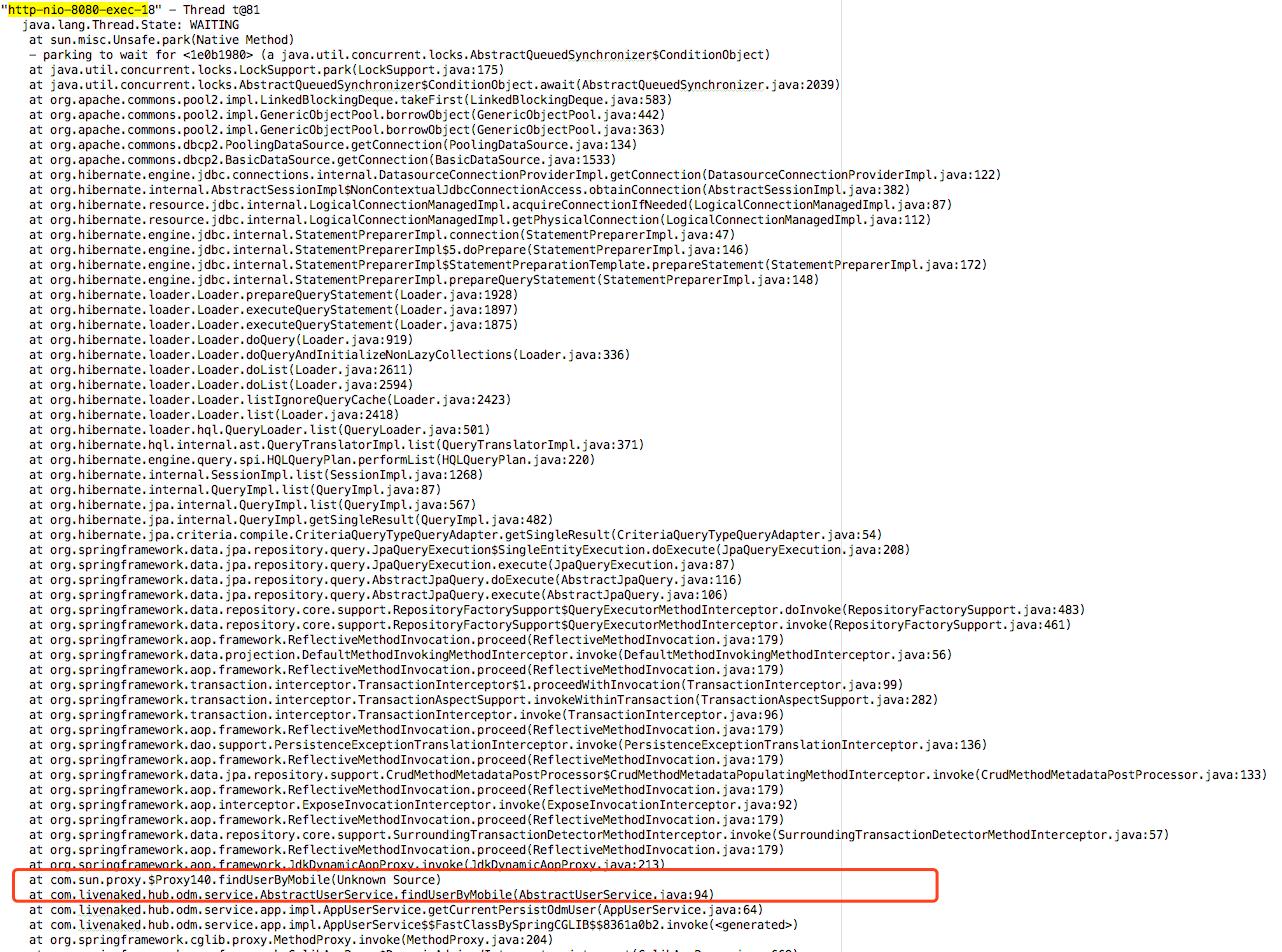 "http-nio-8080-exec-18" – Thread t@81
java.lang.Thread.State: WAITING
at sun.misc.Unsafe.park(Native Method)
– parking to wait for <1e0b1980> (a java.util.concurrent.locks.AbstractQueuedSynchronizer$ConditionObject)
at java.util.concurrent.locks.LockSupport.park(LockSupport.java:175)
at java.util.concurrent.locks.AbstractQueuedSynchronizer$ConditionObject.await(AbstractQueuedSynchronizer.java:2039)
at org.apache.commons.pool2.impl.LinkedBlockingDeque.takeFirst(LinkedBlockingDeque.java:583)
at org.apache.commons.pool2.impl.GenericObjectPool.borrowObject(GenericObjectPool.java:442)
at org.apache.commons.pool2.impl.GenericObjectPool.borrowObject(GenericObjectPool.java:363)
at org.apache.commons.dbcp2.PoolingDataSource.getConnection(PoolingDataSource.java:134)
at org.apache.commons.dbcp2.BasicDataSource.getConnection(BasicDataSource.java:1533)
at org.hibernate.engine.jdbc.connections.internal.DatasourceConnectionProviderImpl.getConnection(DatasourceConnectionProviderImpl.java:122)
at org.hibernate.internal.AbstractSessionImpl$NonContextualJdbcConnectionAccess.obtainConnection(AbstractSessionImpl.java:382)
at org.hibernate.resource.jdbc.internal.LogicalConnectionManagedImpl.acquireConnectionIfNeeded(LogicalConnectionManagedImpl.java:87)
at org.hibernate.resource.jdbc.internal.LogicalConnectionManagedImpl.getPhysicalConnection(LogicalConnectionManagedImpl.java:112)
at org.hibernate.engine.jdbc.internal.StatementPreparerImpl.connection(StatementPreparerImpl.java:47)
at org.hibernate.engine.jdbc.internal.StatementPreparerImpl$5.doPrepare(StatementPreparerImpl.java:146)
at org.hibernate.engine.jdbc.internal.StatementPreparerImpl$StatementPreparationTemplate.prepareStatement(StatementPreparerImpl.java:172)
at org.hibernate.engine.jdbc.internal.StatementPreparerImpl.prepareQueryStatement(StatementPreparerImpl.java:148)
at org.hibernate.loader.Loader.prepareQueryStatement(Loader.java:1928)
at org.hibernate.loader.Loader.executeQueryStatement(Loader.java:1897)
at org.hibernate.loader.Loader.executeQueryStatement(Loader.java:1875)
at org.hibernate.loader.Loader.doQuery(Loader.java:919)
at org.hibernate.loader.Loader.doQueryAndInitializeNonLazyCollections(Loader.java:336)
at org.hibernate.loader.Loader.doList(Loader.java:2611)
at org.hibernate.loader.Loader.doList(Loader.java:2594)
at org.hibernate.loader.Loader.listIgnoreQueryCache(Loader.java:2423)
at org.hibernate.loader.Loader.list(Loader.java:2418)
at org.hibernate.loader.hql.QueryLoader.list(QueryLoader.java:501)
at org.hibernate.hql.internal.ast.QueryTranslatorImpl.list(QueryTranslatorImpl.java:371)
at org.hibernate.engine.query.spi.HQLQueryPlan.performList(HQLQueryPlan.java:220)
at org.hibernate.internal.SessionImpl.list(SessionImpl.java:1268)
at org.hibernate.internal.QueryImpl.list(QueryImpl.java:87)
at org.hibernate.jpa.internal.QueryImpl.list(QueryImpl.java:567)
at org.hibernate.jpa.internal.QueryImpl.getSingleResult(QueryImpl.java:482)
at org.hibernate.jpa.criteria.compile.CriteriaQueryTypeQueryAdapter.getSingleResult(CriteriaQueryTypeQueryAdapter.java:54)
at org.springframework.data.jpa.repository.query.JpaQueryExecution$SingleEntityExecution.doExecute(JpaQueryExecution.java:208)
at org.springframework.data.jpa.repository.query.JpaQueryExecution.execute(JpaQueryExecution.java:87)
at org.springframework.data.jpa.repository.query.AbstractJpaQuery.doExecute(AbstractJpaQuery.java:116)
at org.springframework.data.jpa.repository.query.AbstractJpaQuery.execute(AbstractJpaQuery.java:106)
at org.springframework.data.repository.core.support.RepositoryFactorySupport$QueryExecutorMethodInterceptor.doInvoke(RepositoryFactorySupport.java:483)
at org.springframework.data.repository.core.support.RepositoryFactorySupport$QueryExecutorMethodInterceptor.invoke(RepositoryFactorySupport.java:461)
at org.springframework.aop.framework.ReflectiveMethodInvocation.proceed(ReflectiveMethodInvocation.java:179)
at org.springframework.data.projection.DefaultMethodInvokingMethodInterceptor.invoke(DefaultMethodInvokingMethodInterceptor.java:56)
at org.springframework.aop.framework.ReflectiveMethodInvocation.proceed(ReflectiveMethodInvocation.java:179)
at org.springframework.transaction.interceptor.TransactionInterceptor$1.proceedWithInvocation(TransactionInterceptor.java:99)
at org.springframework.transaction.interceptor.TransactionAspectSupport.invokeWithinTransaction(TransactionAspectSupport.java:282)
at org.springframework.transaction.interceptor.TransactionInterceptor.invoke(TransactionInterceptor.java:96)
at org.springframework.aop.framework.ReflectiveMethodInvocation.proceed(ReflectiveMethodInvocation.java:179)
at org.springframework.dao.support.PersistenceExceptionTranslationInterceptor.invoke(PersistenceExceptionTranslationInterceptor.java:136)
at org.springframework.aop.framework.ReflectiveMethodInvocation.proceed(ReflectiveMethodInvocation.java:179)
at org.springframework.data.jpa.repository.support.CrudMethodMetadataPostProcessor$CrudMethodMetadataPopulatingMethodInterceptor.invoke(CrudMethodMetadataPostProcessor.java:133)
at org.springframework.aop.framework.ReflectiveMethodInvocation.proceed(ReflectiveMethodInvocation.java:179)
at org.springframework.aop.interceptor.ExposeInvocationInterceptor.invoke(ExposeInvocationInterceptor.java:92)
at org.springframework.aop.framework.ReflectiveMethodInvocation.proceed(ReflectiveMethodInvocation.java:179)
at org.springframework.data.repository.core.support.SurroundingTransactionDetectorMethodInterceptor.invoke(SurroundingTransactionDetectorMethodInterceptor.java:57)
at org.springframework.aop.framework.ReflectiveMethodInvocation.proceed(ReflectiveMethodInvocation.java:179)
at org.springframework.aop.framework.JdkDynamicAopProxy.invoke(JdkDynamicAopProxy.java:213)
at com.sun.proxy.$Proxy140.findUserByMobile(Unknown Source)
at com.livenaked.hub.odm.service.AbstractUserService.findUserByMobile(AbstractUserService.java:94)
at com.livenaked.hub.odm.service.app.impl.AppUserService.getCurrentPersistOdmUser(AppUserService.java:64)
at com.livenaked.hub.odm.service.app.impl.AppUserService$$FastClassBySpringCGLIB$$8361a0b2.invoke(<generated>)
at org.springframework.cglib.proxy.MethodProxy.invoke(MethodProxy.java:204)